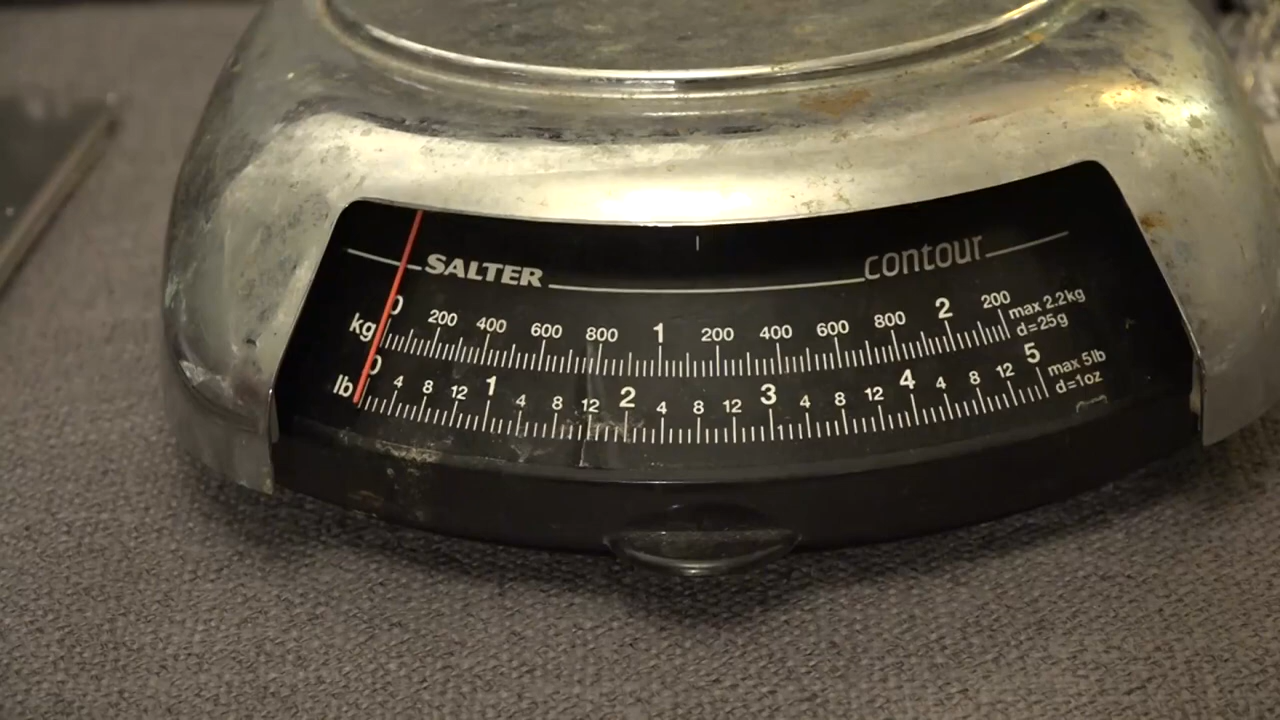 SALTER contour
kg 0 200 400 600 800 1 200 400 600 800 2 200 max 2.2kg
d=25g
lb 0 4 8 12 1 4 8 12 2 4 8 12 3 4 8 12 4 4 8 12 5 max 5lb
d=1oz